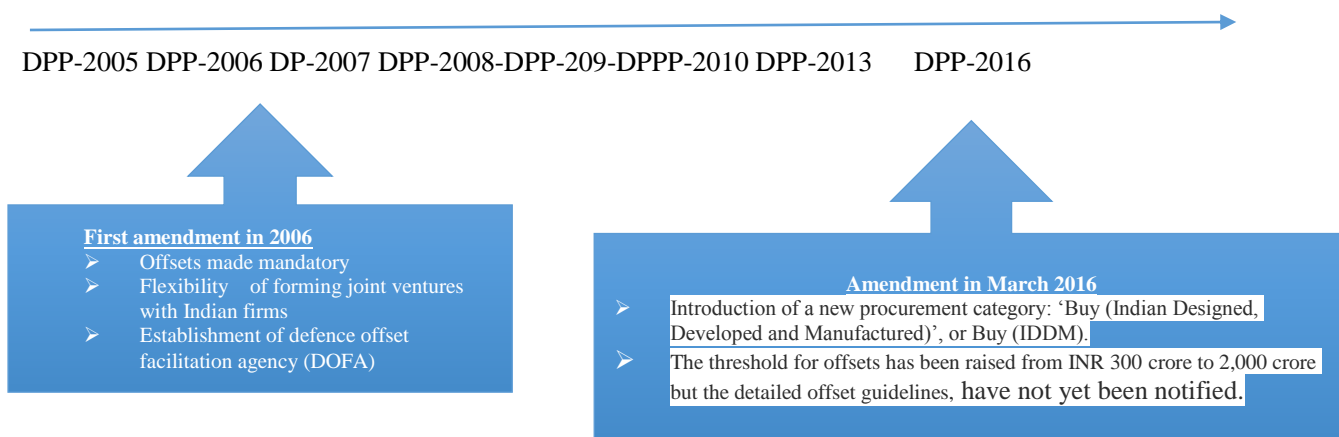 DPP-2005 DPP-2006 DP-2007 DPP-2008-DPP-209-DPPP-2010 DPP-2013 DPP-2016
First amendment in 2006
➢ Offsets made mandatory
➢ Flexibility of forming joint ventures
with Indian firms
➢ Establishment of defence offset
facilitation agency (DOFA)
Amendment in March 2016
➢ Introduction of a new procurement category: ‘Buy (Indian Designed,
Developed and Manufactured)’, or Buy (IDDM).
➢ The threshold for offsets has been raised from INR 300 crore to 2,000 crore
but the detailed offset guidelines, have not yet been notified.